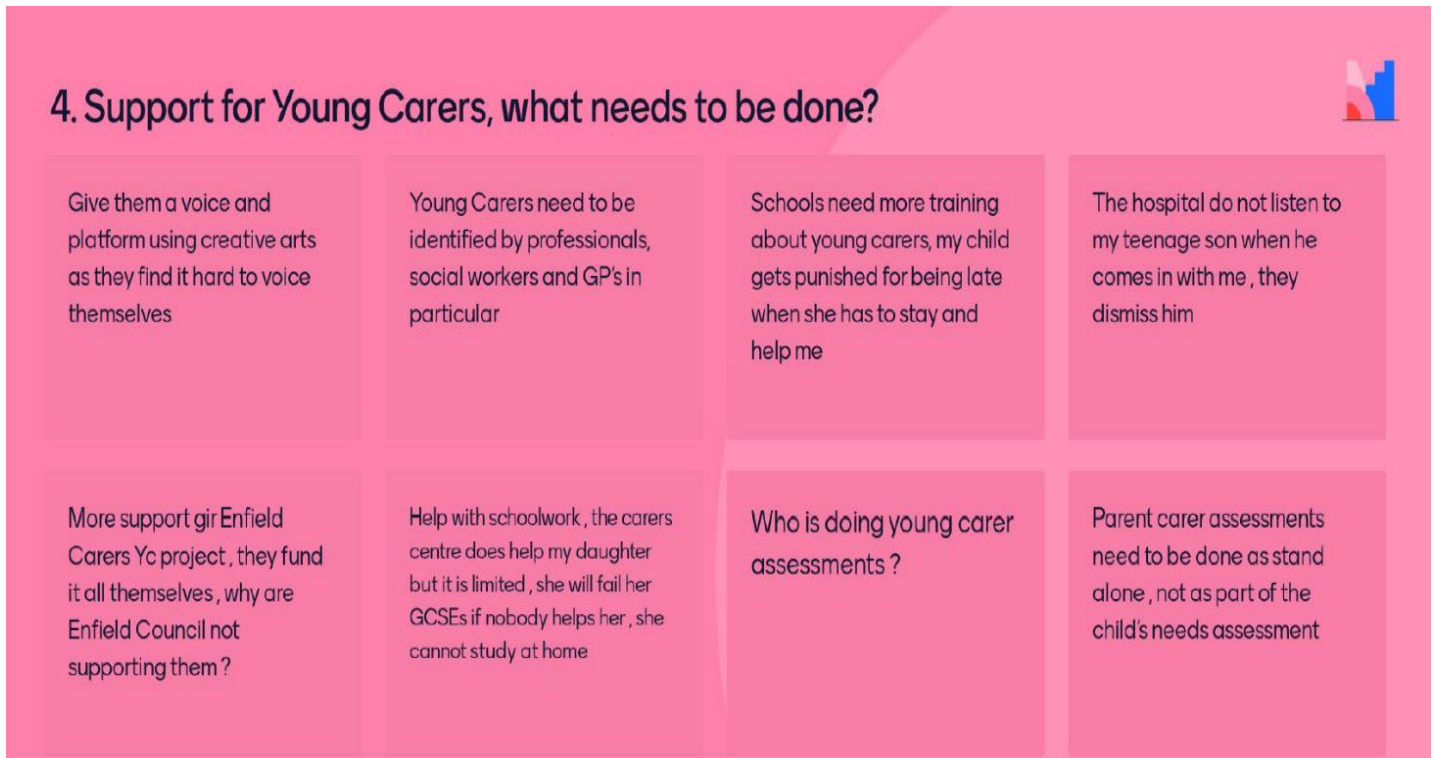 4. Support for Young Carers, what needs to be done?
Give them a voice and
platform using creative arts
as they find it hard to voice
themselves
Young Carers need to be
identified by professionals,
social workers and GP's in
particular
Schools need more training
about young carers, my child
gets punished for being late
when she has to stay and
help me
The hospital do not listen to
my teenage son when he
comes in with me , they
dismiss him
More support gir Enfield
Carers Yc project , they fund
it all themselves , why are
Enfield Council not
supporting them ?
Help with schoolwork , the carers
centre does help my daughter
but it is limited , she will fail her
GCSEs if nobody helps her , she
cannot study at home
Who is doing young carer
assessments ?
Parent carer assessments
need to be done as stand
alone , not as part of the
child's needs assessment